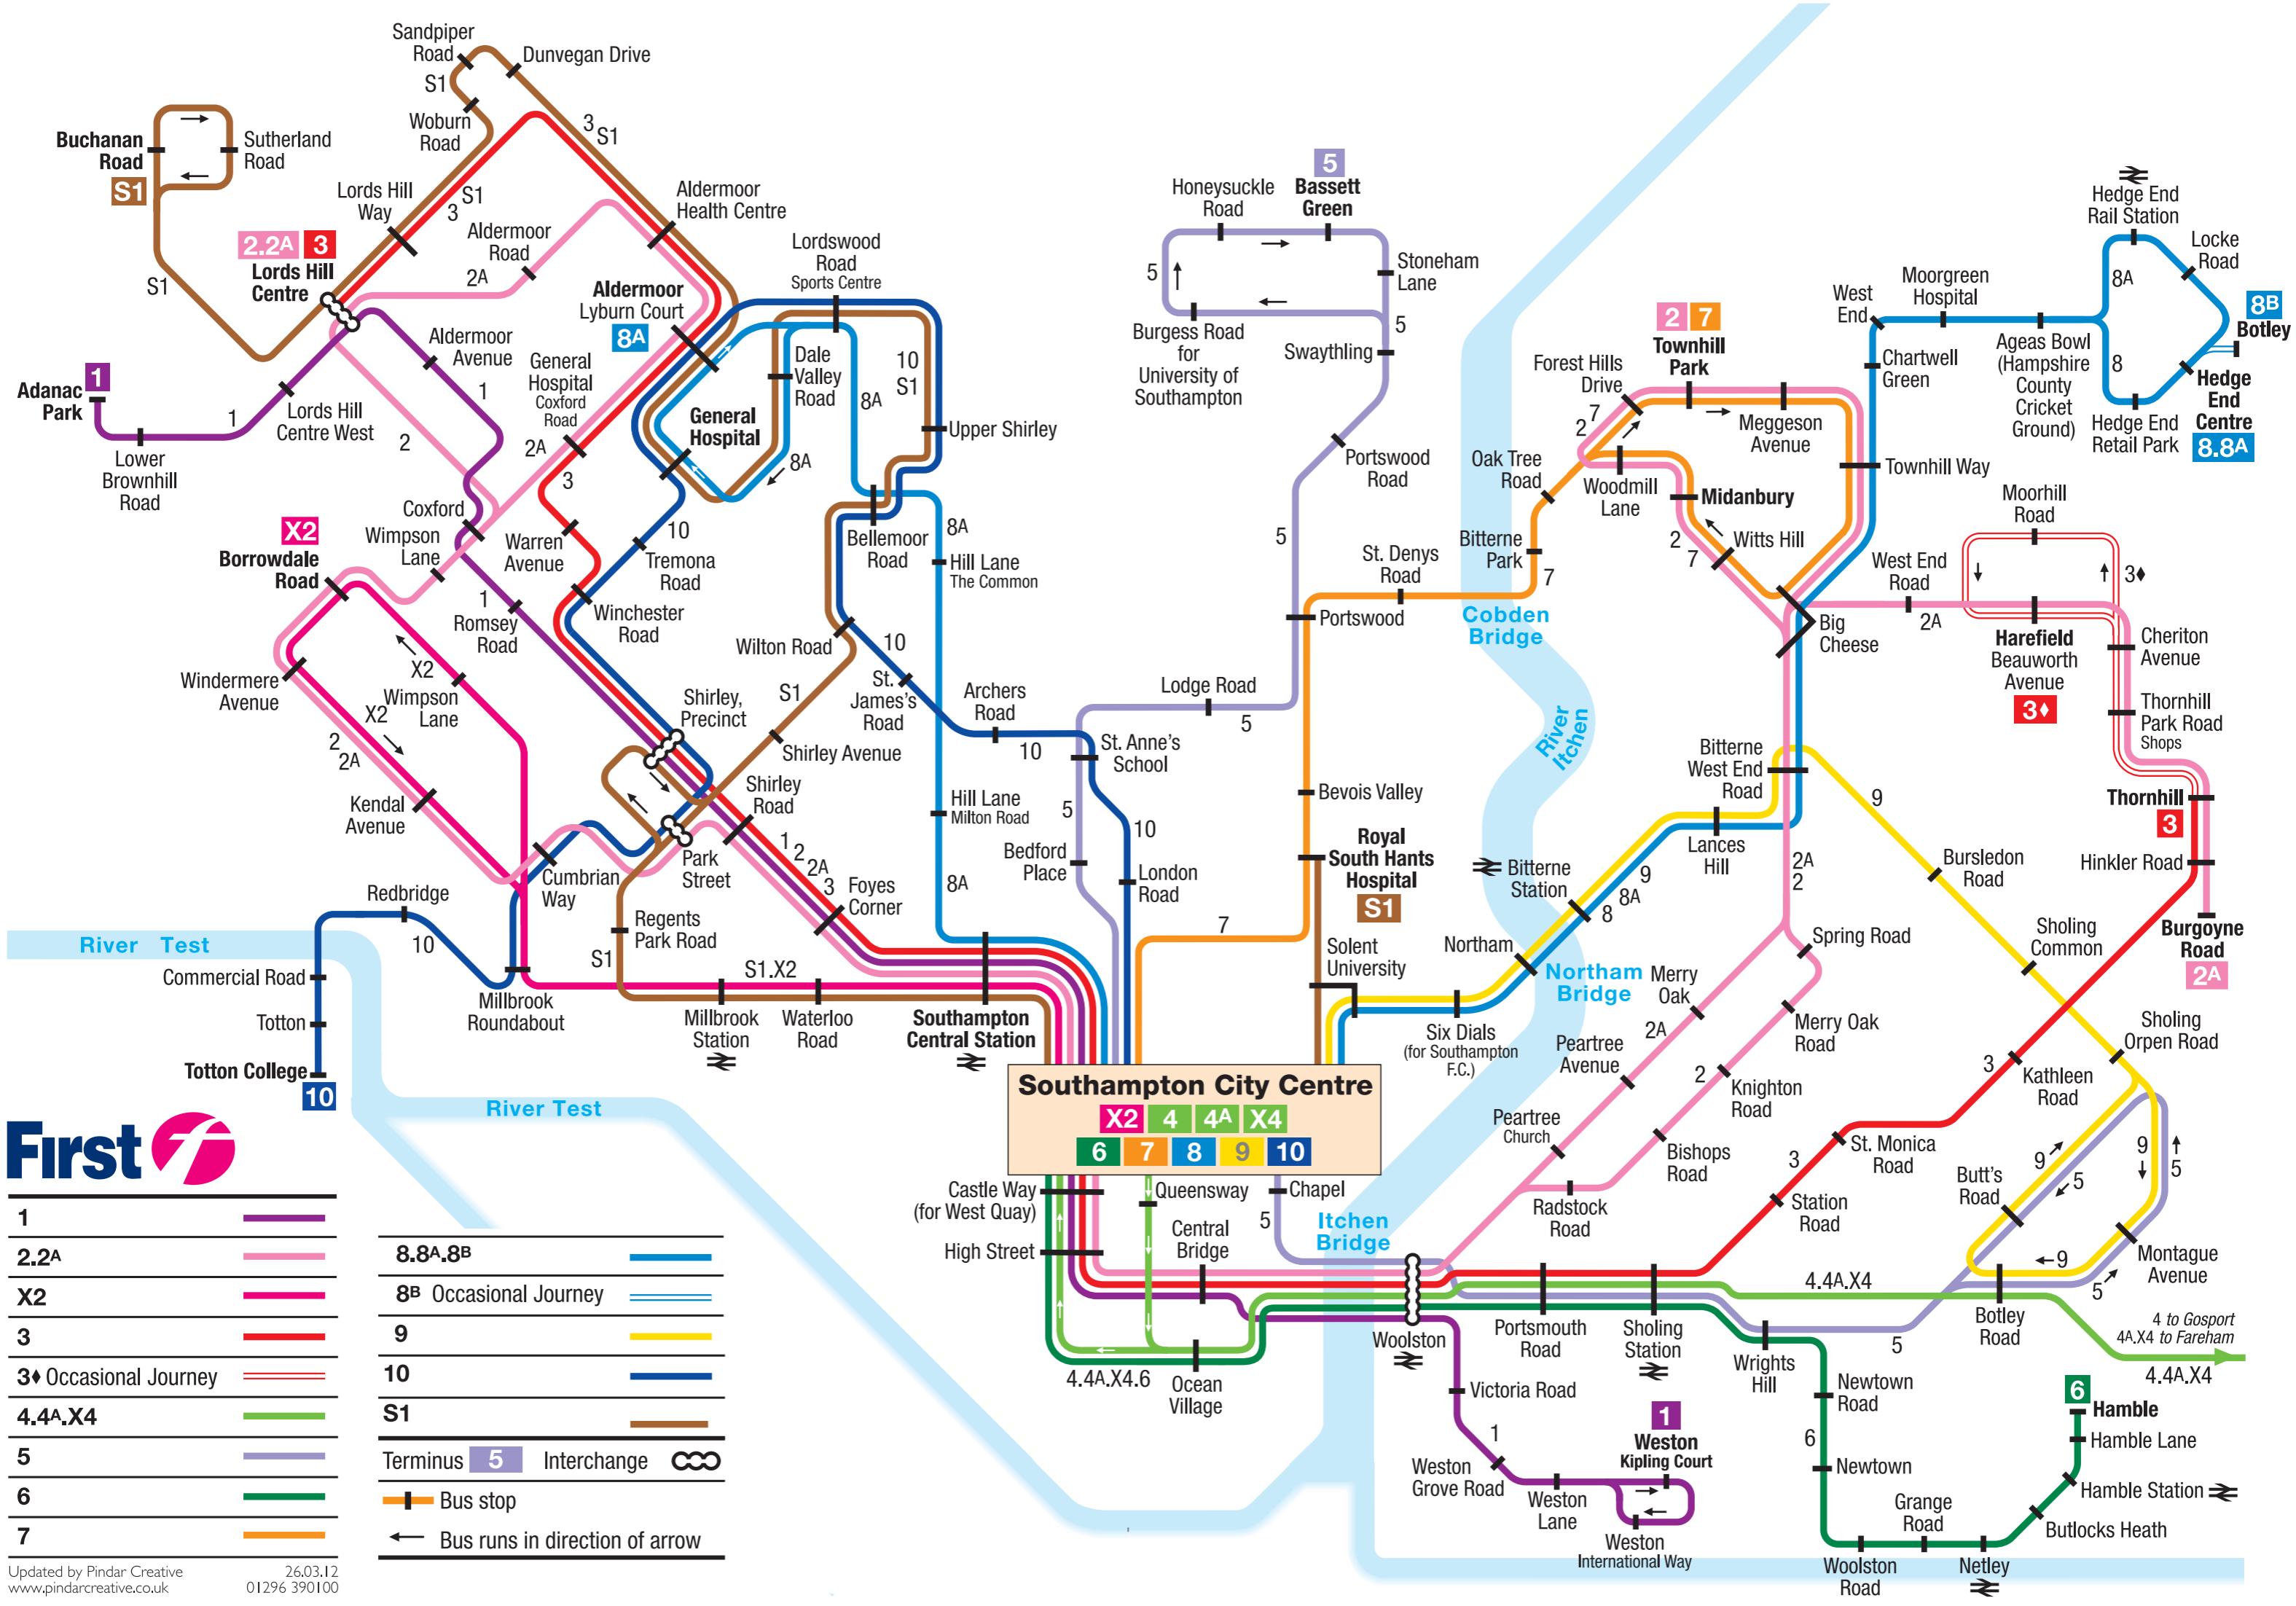 Sandpiper
Road
Dunvegan Drive
S1
Woburn
Road
3
S1
Buchanan
Road
S1
Sutherland
Road
S1
Lords Hill
Way
S1
3
2.2A 3
Lords Hill
Centre
Aldermoor
Road
2A
Aldermoor
Health Centre
Lordswood
Road
Sports Centre
Aldermoor
Lyburn Court
8A
Aldermoor
Avenue
1
Adanac
Park
1
1
Lower
Brownhill
Road
Lords Hill
Centre West
2
General
Hospital
Coxford
Road
2A
3
General
Hospital
Dale
Valley
Road
8A
8A
10
S1
Upper Shirley
Coxford
Wimpson
Lane
Warren
Avenue
10
Tremona
Road
Bellemoor
Road
8A
Hill Lane
The Common
X2
Borrowdale
Road
1
Romsey
Road
Winchester
Road
Wilton Road
10
X2
Wimpson
Lane
Windermere
Avenue
X2
2
2A
Kendal
Avenue
Shirley,
Precinct
S1
St.
James's
Road
Archers
Road
10
Shirley Avenue
Shirley
Road
Hill Lane
Milton Road
1
2
2A
3
Park
Street
Foyes
Corner
8A
Cumbrian
Way
Redbridge
10
Regents
Park Road
S1
S1.X2
River Test
Commercial Road
Totton
Totton College
10
Millbrook
Roundabout
Millbrook
Station
Waterloo
Road
Southampton
Central Station
River Test
5
Bassett
Green
Honeysuckle
Road
5
Stoneham
Lane
5
Burgess Road
for
University of
Southampton
Swaythling
Portswood
Road
5
St. Denys
Road
Portswood
Lodge Road
5
St. Anne's
School
5
10
Bedford
Place
London
Road
Bevois Valley
Royal
South Hants
Hospital
S1
7
Solent
University
Cobden
Bridge
River
Itchen
Bitterne
Park
7
Oak Tree
Road
Forest Hills
Drive
7
2
2 7
Townhill
Park
Meggeson
Avenue
Woodmill
Lane
Midanbury
2
7
Witts Hill
Townhill Way
Big
Cheese
West
End
Chartwell
Green
Moorgreen
Hospital
Ageas Bowl
(Hampshire
County
Cricket
Ground)
Hedge End
Rail Station
Locke
Road
8A
8
8B
Botley
Hedge
End
Centre
8.8A
Hedge End
Retail Park
Moorhill
Road
West End
Road
2A
3♦
Harefield
Beauworth
Avenue
3♦
Cheriton
Avenue
Thornhill
Park Road
Shops
Thornhill
3
Hinkler Road
Burgoyne
Road
2A
Bitterne
West End
Road
9
Lances
Hill
Bitterne
Station
9
8A
8
Northam
Northam
Bridge
Six Dials
(for Southampton
F.C.)
2A
2
Bursledon
Road
Sholing
Common
Spring Road
Merry
Oak
2A
Merry Oak
Road
Peartree
Avenue
2
Knighton
Road
Peartree
Church
Bishops
Road
Radstock
Road
Sholing
Orpen Road
3
Kathleen
Road
St. Monica
Road
3
Station
Road
9
5
Butt's
Road
9
5
Montague
Avenue
9
5
4.4A.X4
Botley
Road
4 to Gosport
4A.X4 to Fareham
4.4A.X4
5
Southampton City Centre
X2 4 4A X4
6 7 8 9 10
Castle Way
(for West Quay)
High Street
Queensway
Central
Bridge
Chapel
5
Itchen
Bridge
4.4A.X4.6
Ocean
Village
Woolston
Portsmouth
Road
Sholing
Station
Wrights
Hill
Victoria Road
1
Weston
Grove Road
1
Weston
Kipling Court
Weston
Lane
Weston
International Way
Newtown
Road
6
Newtown
Woolston
Road
Grange
Road
Netley
Butlocks Heath
Hamble Station
Hamble Lane
6
Hamble
First
1
2.2A
X2
3
3♦ Occasional Journey
4.4A.X4
5
6
7
8.8A.8B
8B Occasional Journey
9
10
S1
Terminus 5 Interchange
Bus stop
Bus runs in direction of arrow
Updated by Pindar Creative 26.03.12
www.pindarcreative.co.uk 01296 390100